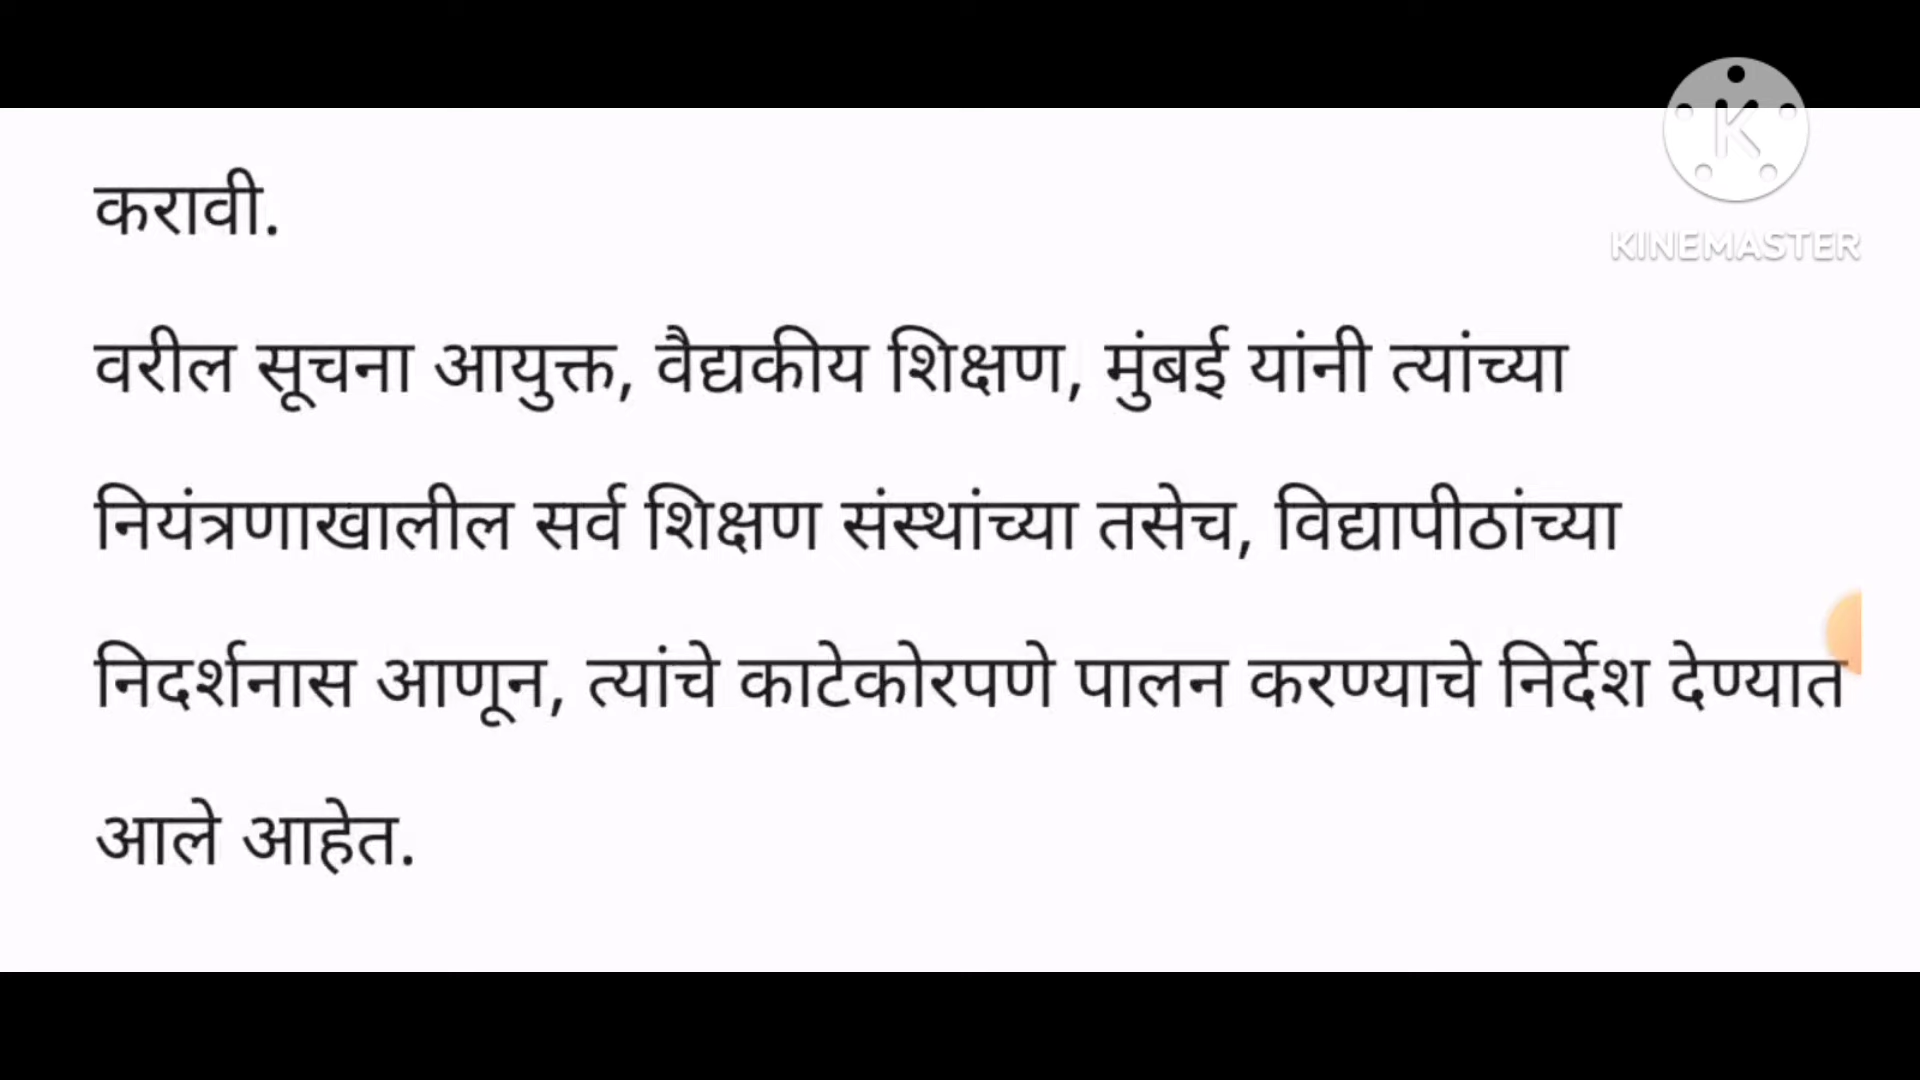 करावी.
वरील सूचना आयुक्त, वैद्यकीय शिक्षण, मुंबई यांनी त्यांच्या
नियंत्रणाखालील सर्व शिक्षण संस्थांच्या तसेच, विद्यापीठांच्या
निदर्शनास आणून, त्यांचे काटेकोरपणे पालन करण्याचे निर्देश देण्यात
आले आहेत.
K
KINEMASTER